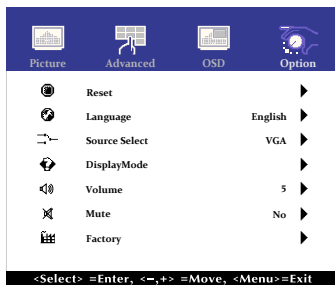 Picture Advanced OSD Option
Reset
Language English
Source Select VGA
DisplayMode
Volume 5
Mute No
Factory
<Select> =Enter, <−,+> =Move, <Menu>=Exit